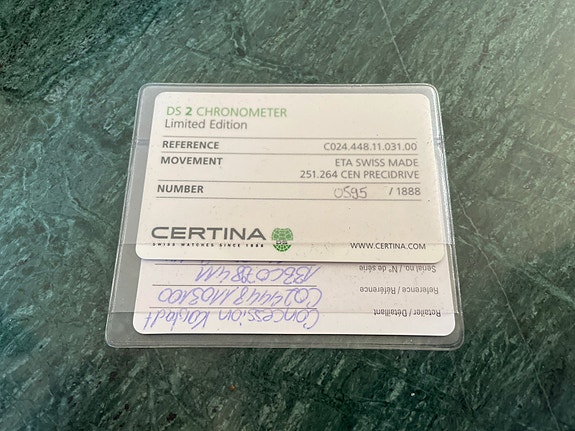 DS 2 CHRONOMETER
Limited Edition
REFERENCE C024.448.11.031.00
MOVEMENT ETA SWISS MADE
251.264 CEN PRECIDRIVE
NUMBER 0595 / 1888
CERTINA DS
SWISS WATCHES SINCE 1888
WWW.CERTINA.COM
Retailer / Détaillant Concession
Reference / Référence
Serial no. / N° de série